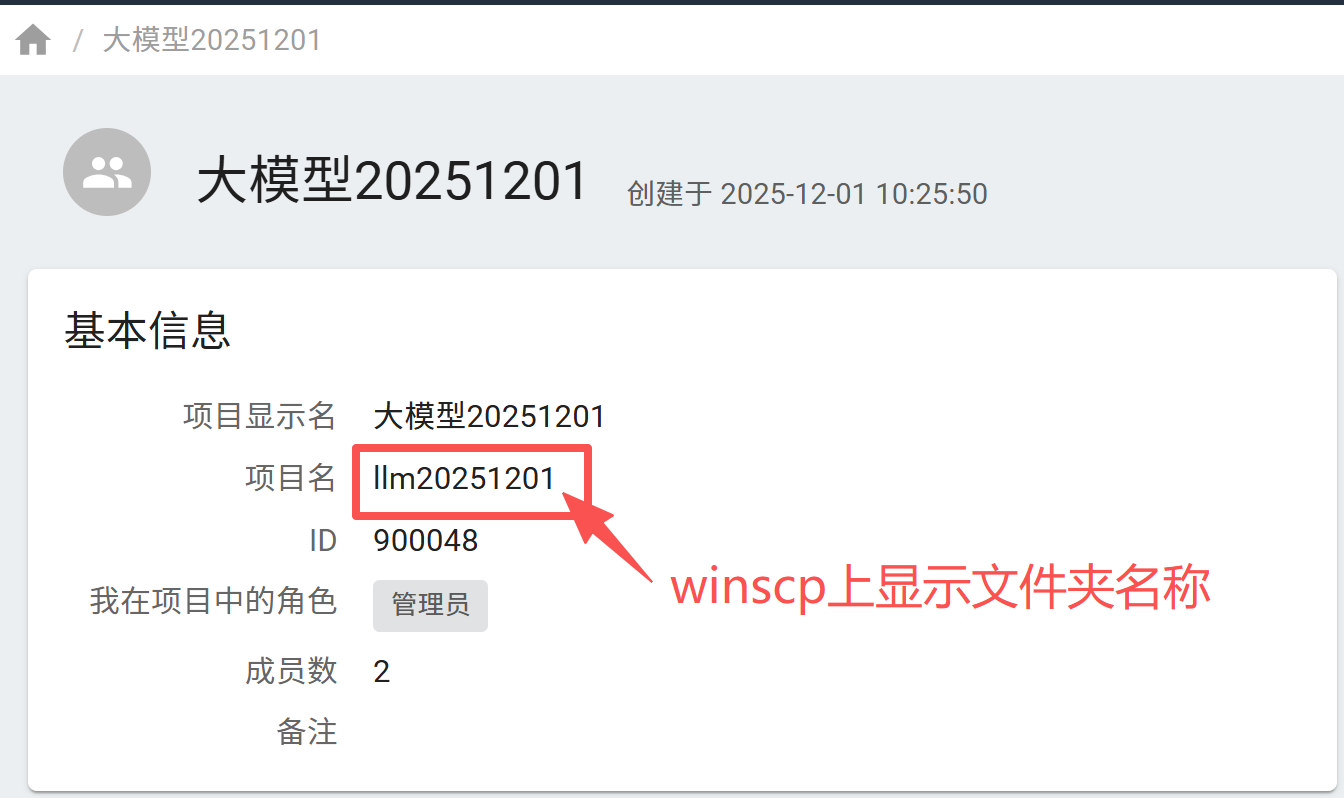 / 大模型20251201
大模型20251201 创建于 2025-12-01 10:25:50
基本信息
项目显示名 大模型20251201
项目名 llm20251201
ID 900048
winscp上显示文件夹名称
我在项目中的角色 管理员
成员数 2
备注